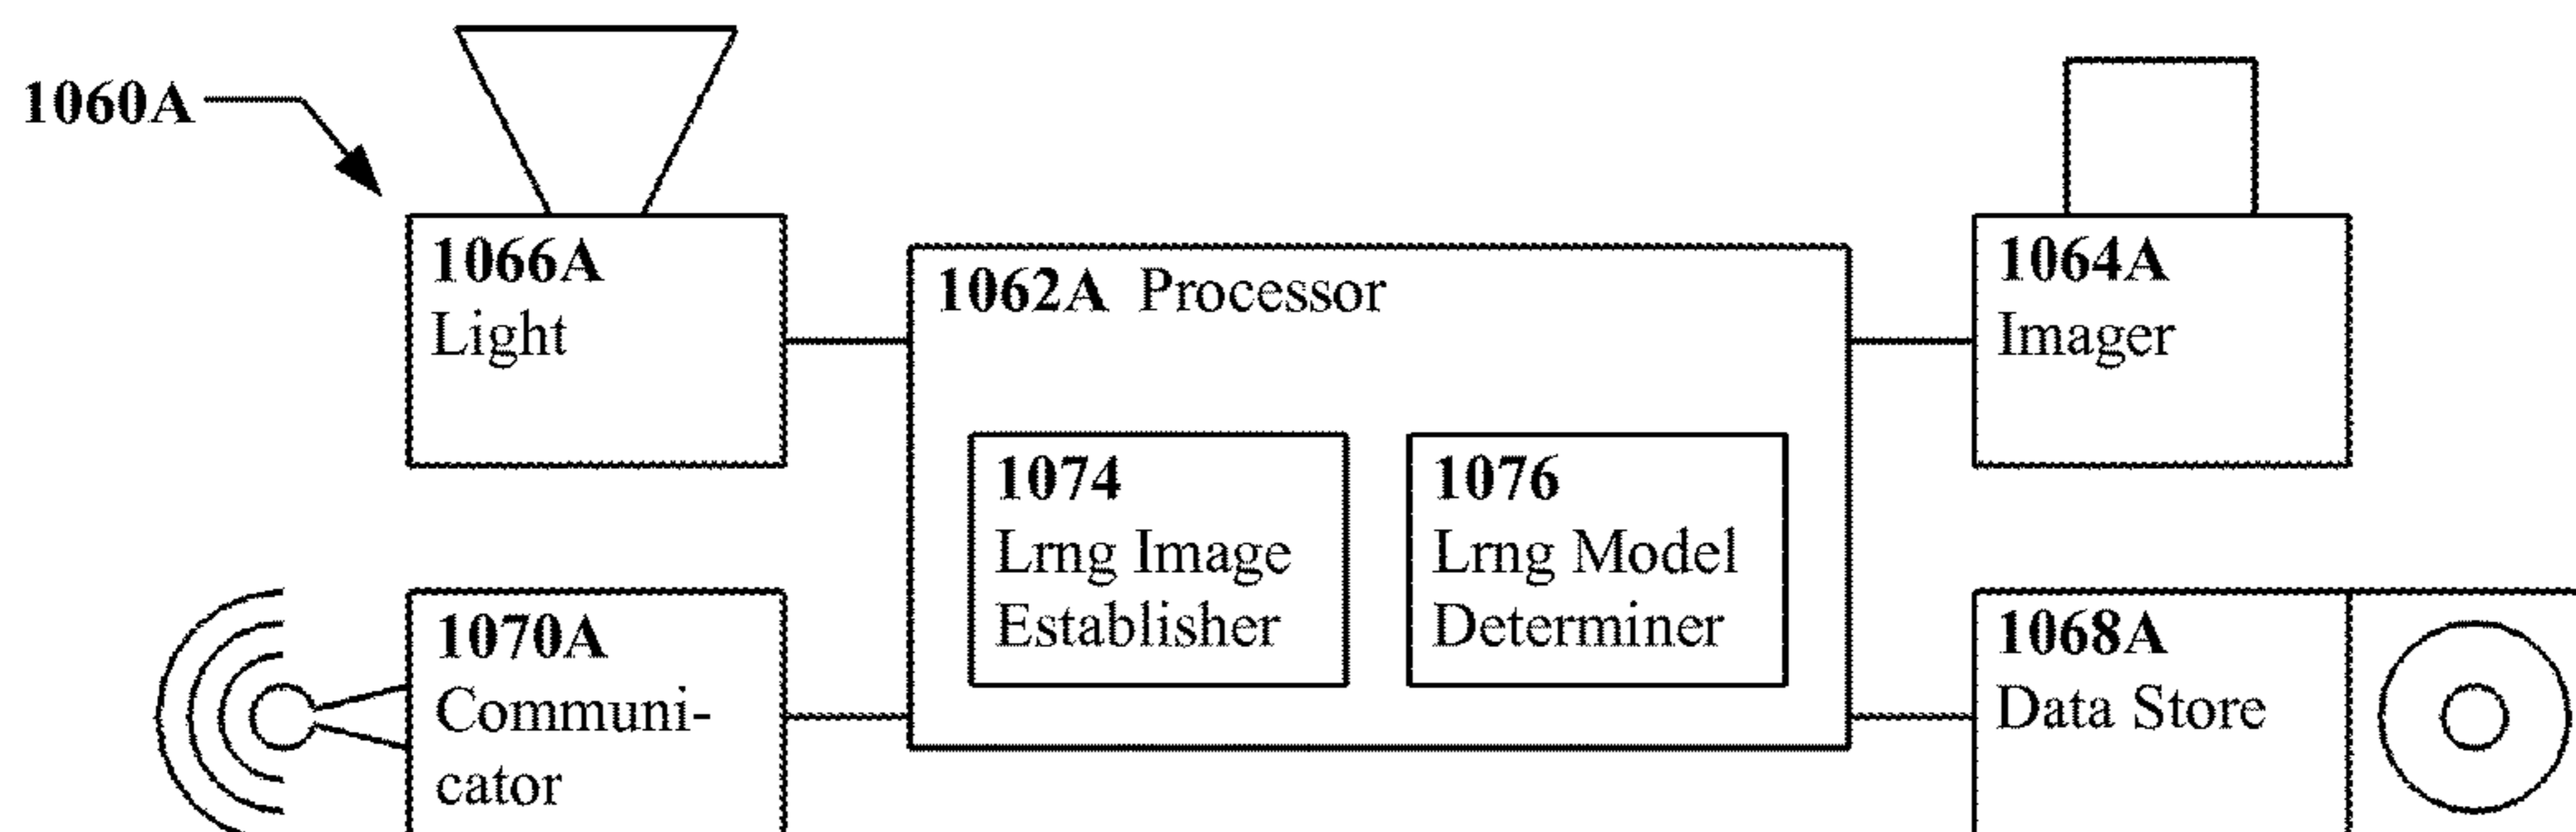 1060A
1066A
Light
1062A Processor
1064A
Imager
1074
Lrng Image
Establisher
1076
Lrng Model
Determiner
1070A
Communi-
cator
1068A
Data Store